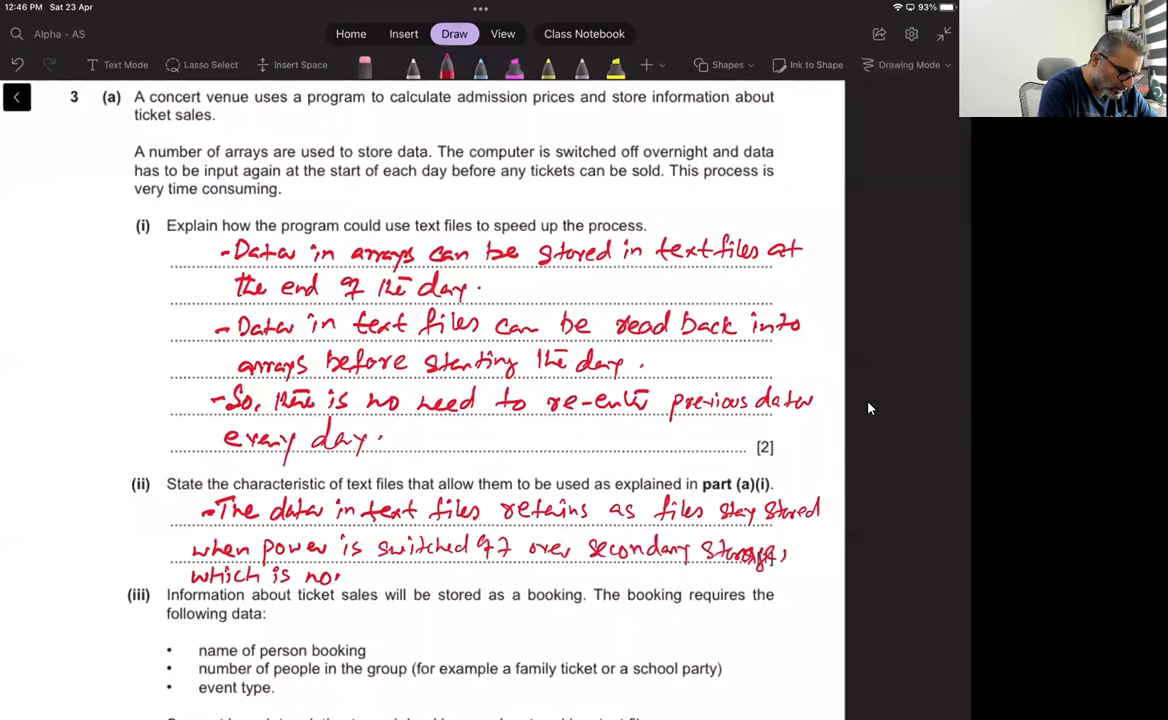 12:46 PM Sat 23 Apr
93%
Alpha - AS
Home Insert Draw View Class Notebook
Text Mode Lasso Select Insert Space Shapes Ink to Shape Drawing Mode
3 (a) A concert venue uses a program to calculate admission prices and store information about
ticket sales.
A number of arrays are used to store data. The computer is switched off overnight and data
has to be input again at the start of each day before any tickets can be sold. This process is
very time consuming.
(i) Explain how the program could use text files to speed up the process.
- Data in arrays can be stored in text files at
the end of the day.
- Data in text files can be read back into
arrays before starting the day.
- So, there is no need to re-enter previous data
every day.
[2]
(ii) State the characteristic of text files that allow them to be used as explained in part (a)(i).
- The data in text files retains as files stay stored
when power is switched off over secondary storage,
which is no
(iii) Information about ticket sales will be stored as a booking. The booking requires the
following data:
• name of person booking
• number of people in the group (for example a family ticket or a school party)
• event type.